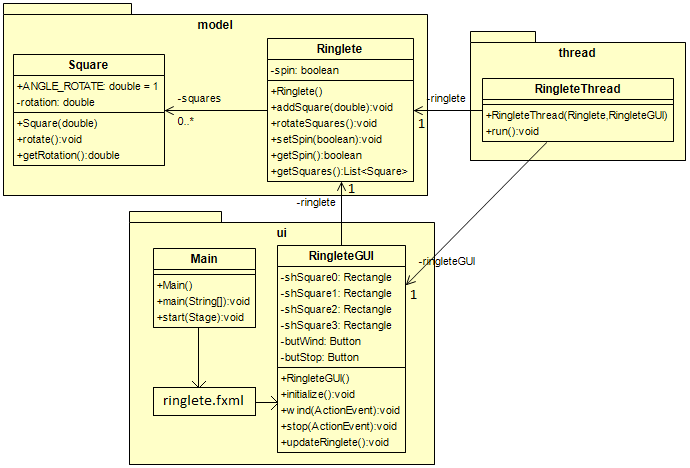 model
Square
+ANGLE_ROTATE: double = 1
-rotation: double
+Square(double)
+rotate():void
+getRotation():double
-squares
0..*
Ringlete
-spin: boolean
+Ringlete()
+addSquare(double):void
+rotateSquares():void
+setSpin(boolean):void
+getSpin():boolean
+getSquares():List<Square>
-ringlete
1
thread
RingleteThread
+RingleteThread(Ringlete,RingleteGUI)
+run():void
1
-ringlete
-ringleteGUI
1
ui
Main
+Main()
+main(String[]):void
+start(Stage):void
ringlete.fxml
RingleteGUI
-shSquare0: Rectangle
-shSquare1: Rectangle
-shSquare2: Rectangle
-shSquare3: Rectangle
-butWind: Button
-butStop: Button
+RingleteGUI()
+initialize():void
+wind(ActionEvent):void
+stop(ActionEvent):void
+updateRinglete():void